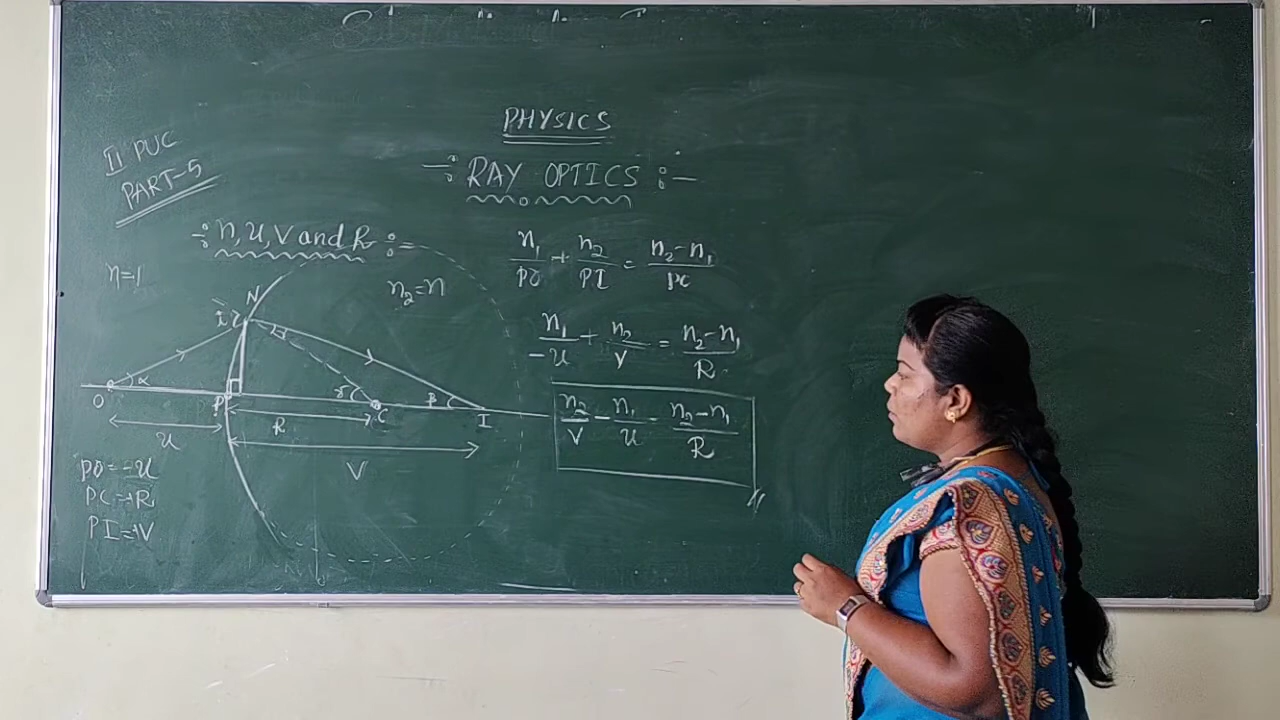 PHYSICS
II PUC
PART-5
-:RAY OPTICS:-
-:n, u, v and R:-
n=1
n₂=n
N
i r
α
γ
β
O
P
C
I
u
R
V
PO=-u
PC=+R
PI=+V
n₁/PO + n₂/PI = n₂-n₁/PC
n₁/-u + n₂/v = n₂-n₁/R
n₂/v - n₁/u = n₂-n₁/R